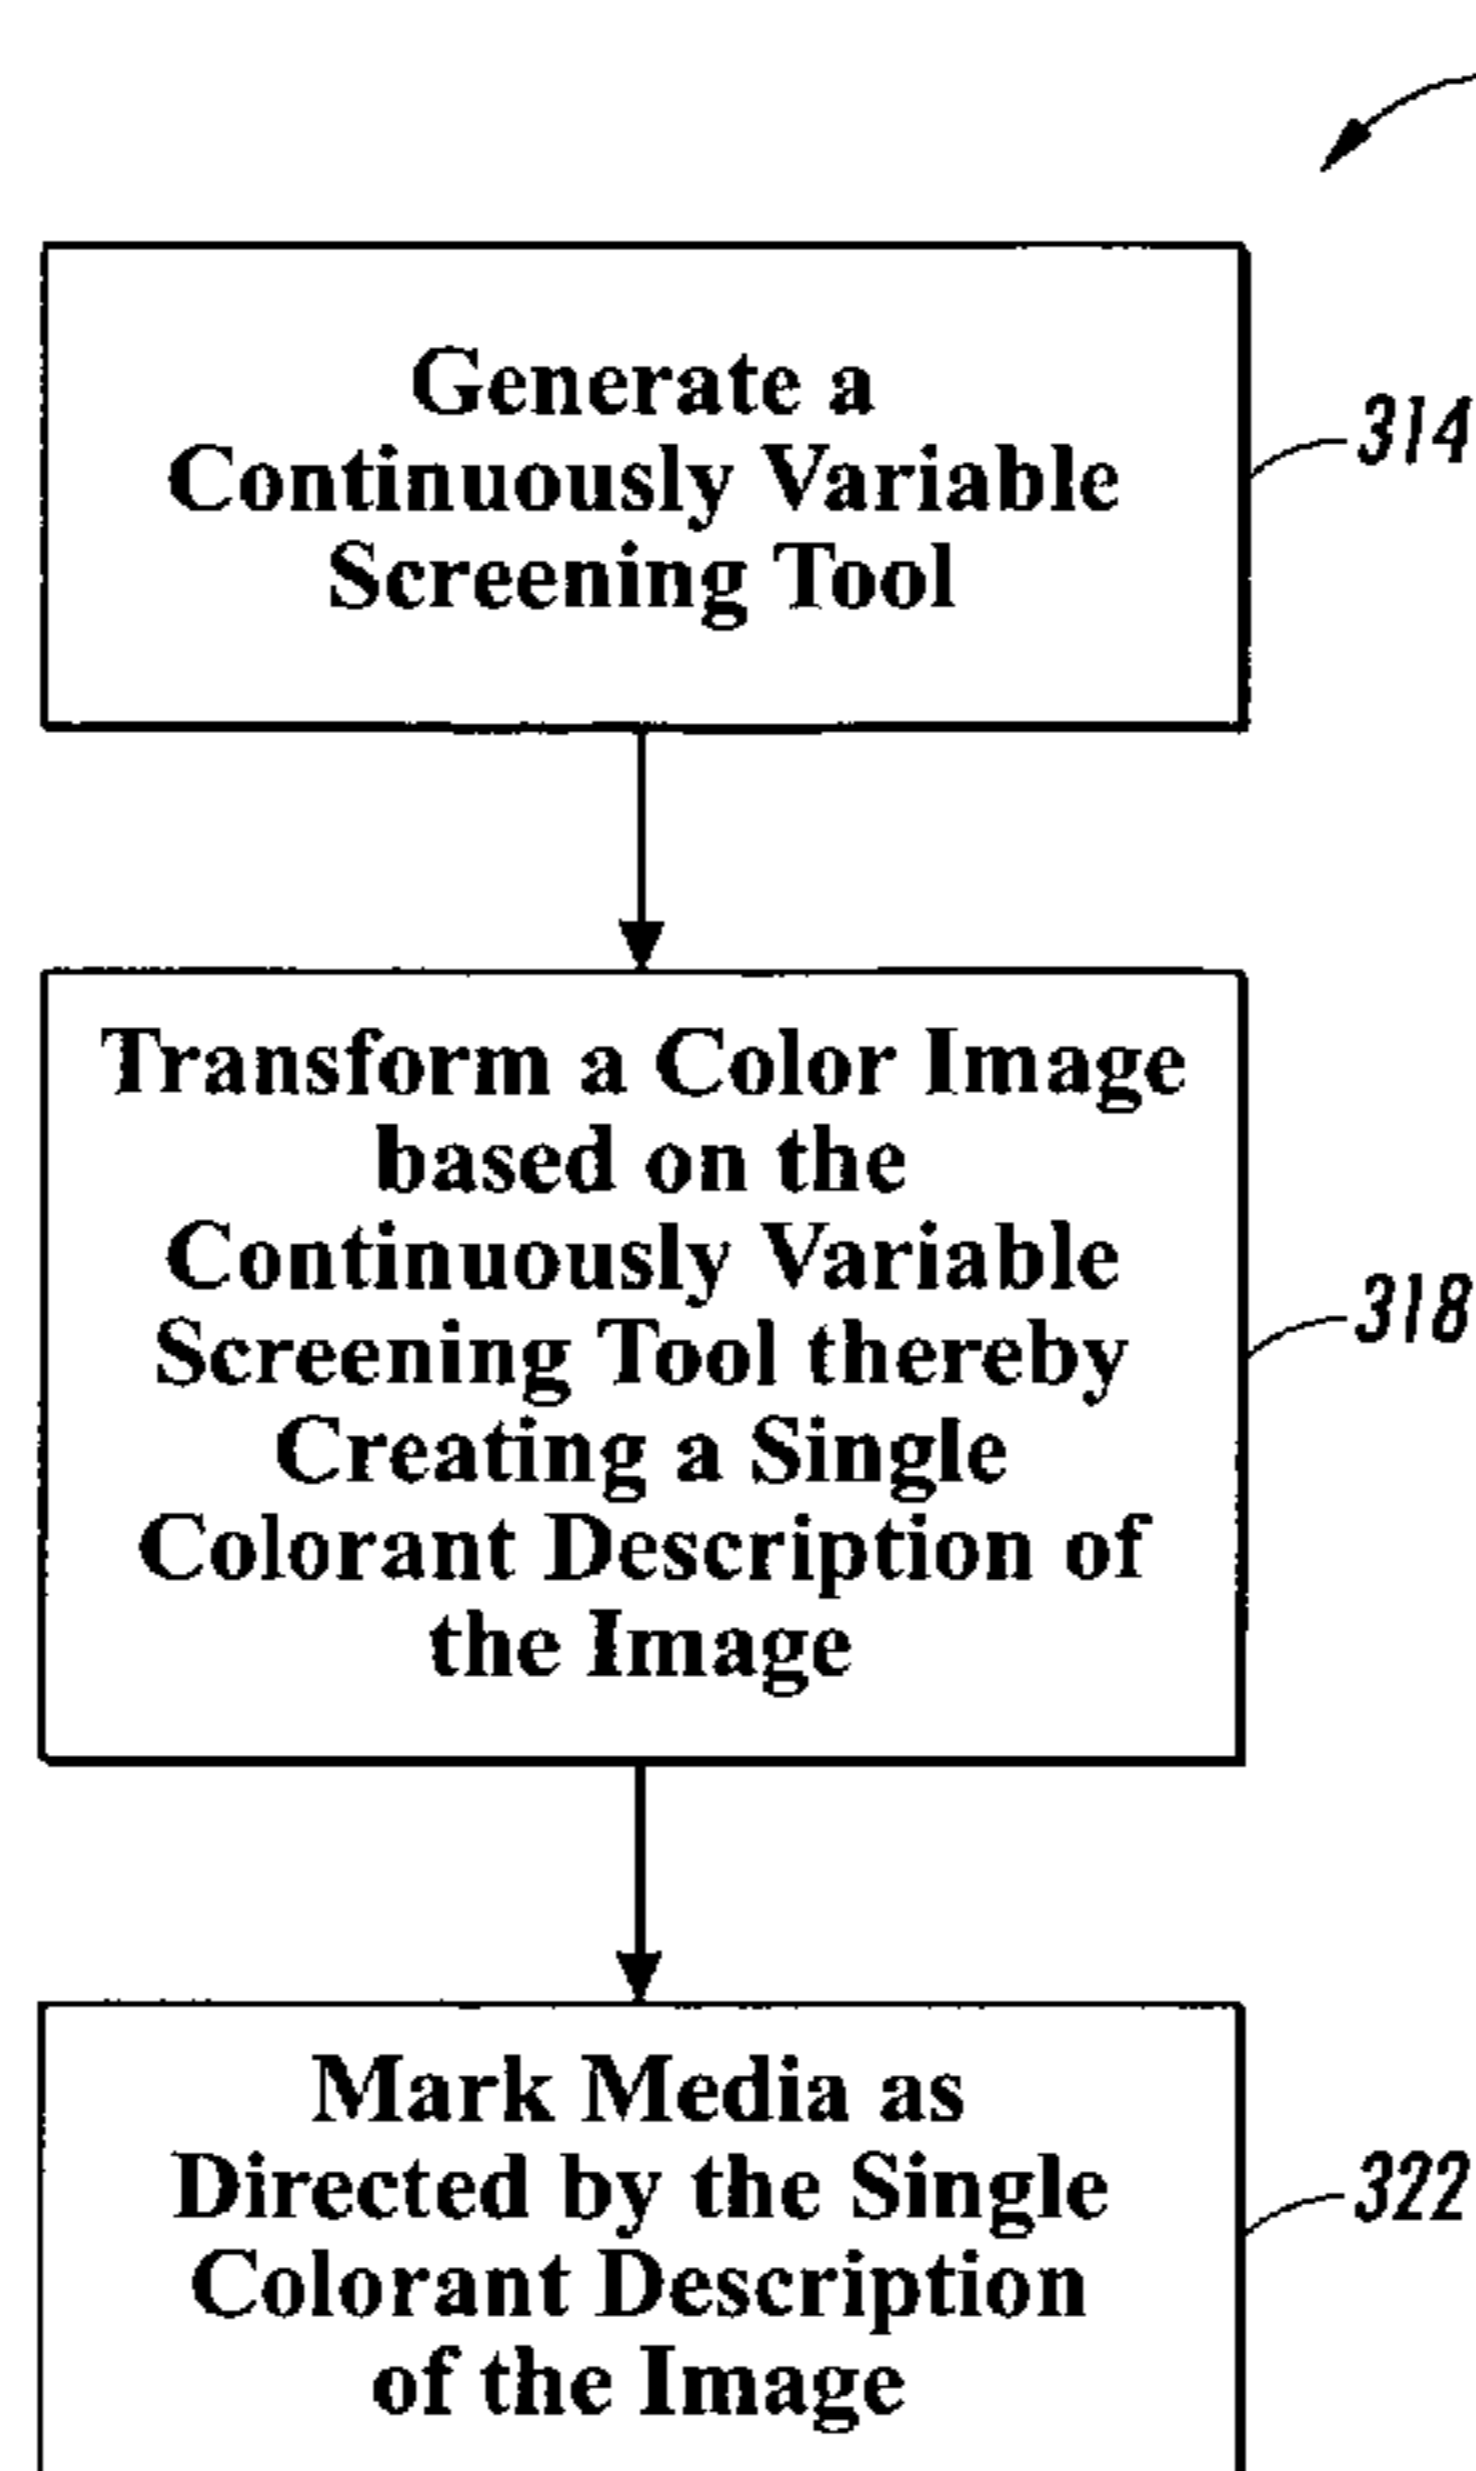 Generate a
Continuously Variable
Screening Tool
314
Transform a Color Image
based on the
Continuously Variable
Screening Tool thereby
Creating a Single
Colorant Description of
the Image
318
Mark Media as
Directed by the Single
Colorant Description
of the Image
322